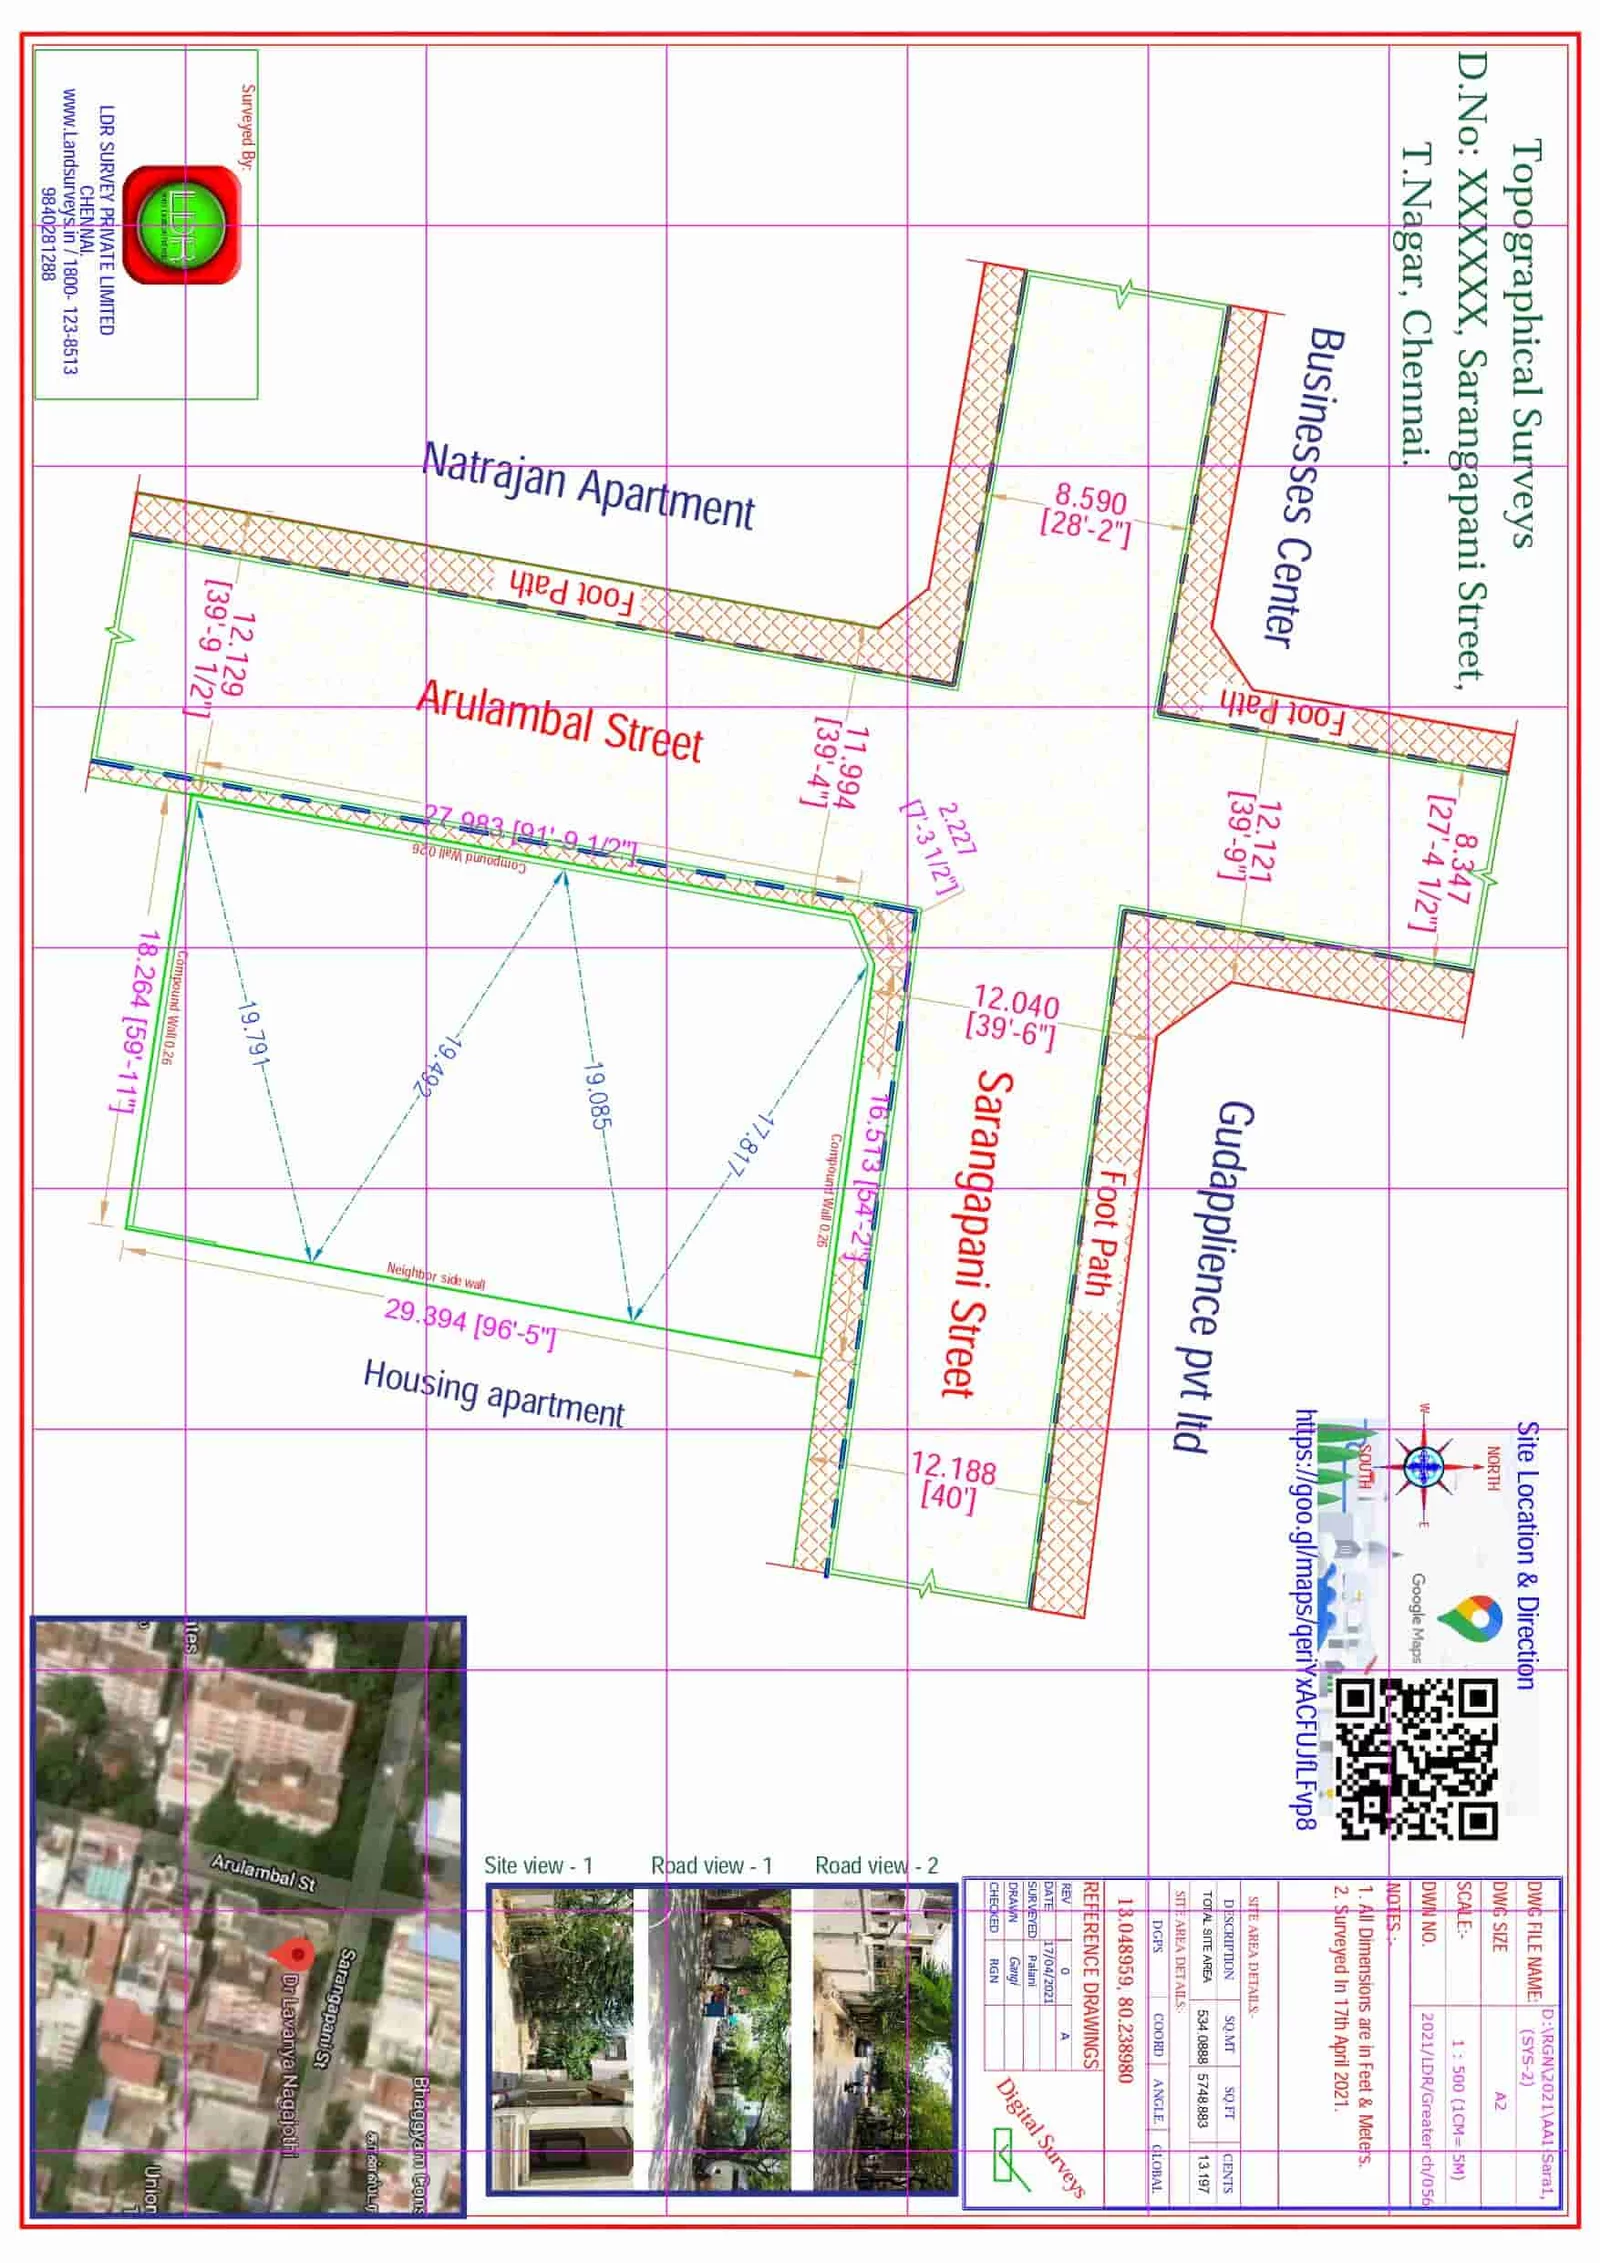 Topographical Surveys
D.No: XXXXXX, Sarangappani Street,
T.Nagar, Chennai.
Surveyed By:
LDR
LDR SURVEY PRIVATE LIMITED
CHENNAI.
www.Landsurveys.in / 1800- 123-8513
9840281288
Businesses Center
Natrajan Apartment
8.590
[28'-2"]
Foot Path
Foot Path
12.129
[39'-9 1/2"]
Arulambal Street
11.994
[39'-4"]
2.227
[7'-3 1/2"]
12.121
[39'-9"]
8.347
[27'-4 1/2"]
27.983 [91'-9 1/2"]
Compound Wall 0.26
18.264 [59'-11"]
Compound Wall 0.26
19.791
19.492
19.085
17.817
16.513 [54'-2"]
Compound Wall 0.26
12.040
[39'-6"]
Sarangapani Street
Foot Path
Gudapplience pvt ltd
Neighbor side wall
29.394 [96'-5"]
Housing apartment
12.188
[40']
Site Location & Direction
NORTH
SOUTH
W
E
Google Maps
https://goo.gl/maps/qeriYxACFUJfLFvp8
Arulambal St
Sarangapani St
Dr Lavanya Nagajothi
Bhaggyam Cons
Union
Site view - 1
Road view - 1
Road view - 2
DWG FILE NAME: D:\RGN\2021\AA1-Sara1,
(SYS-2)
DWG SIZE A2
SCALE:- 1 : 500 (1CM= 5M)
DWN NO. 2021/LDR/Greater ch/056
NOTES :-
1. All Dimensions are in Feet & Meters.
2. Surveyed In 17th April 2021.
SITE AREA DETAILS:-
DESCRIPTION SQ.MT SQ.FT CENTS
TOTAL SITE AREA 534.0888 5748.883 13.197
SITE AREA DETAILS:-
DGPS COORD ANGLE. GLOBAL
13.048959, 80.238980
REFERENCE DRAWINGS
REV 0 A
DATE 17/04/2021
SURVEYED Palani
DRAWN Gangi
CHECKED RGN
Digital Surveys